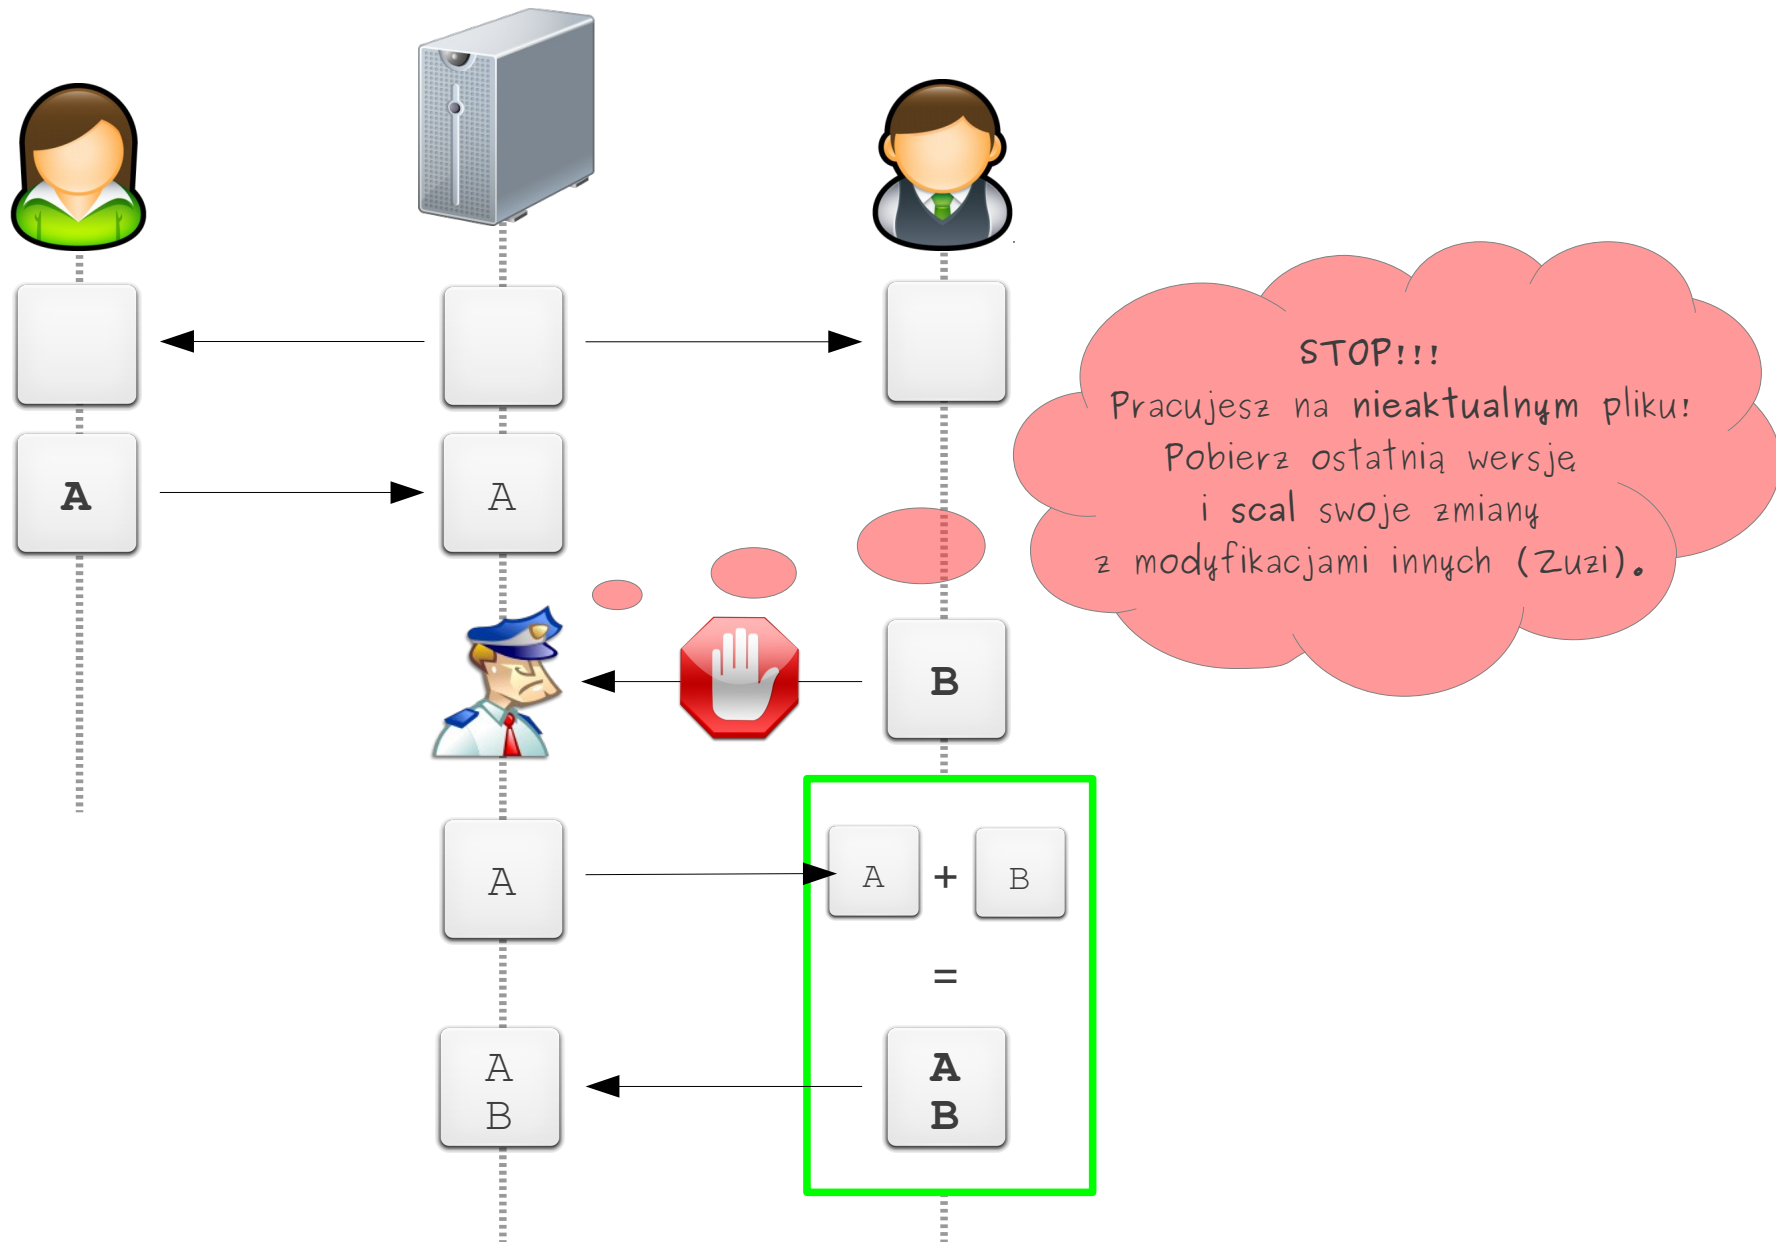 STOP!!!
Pracujesz na nieaktualnym pliku!
Pobierz ostatnią wersję
i scal swoje zmiany
z modyfikacjami innych (Zuzi).
A
A
B
A
A + B
=
A
B
A
B